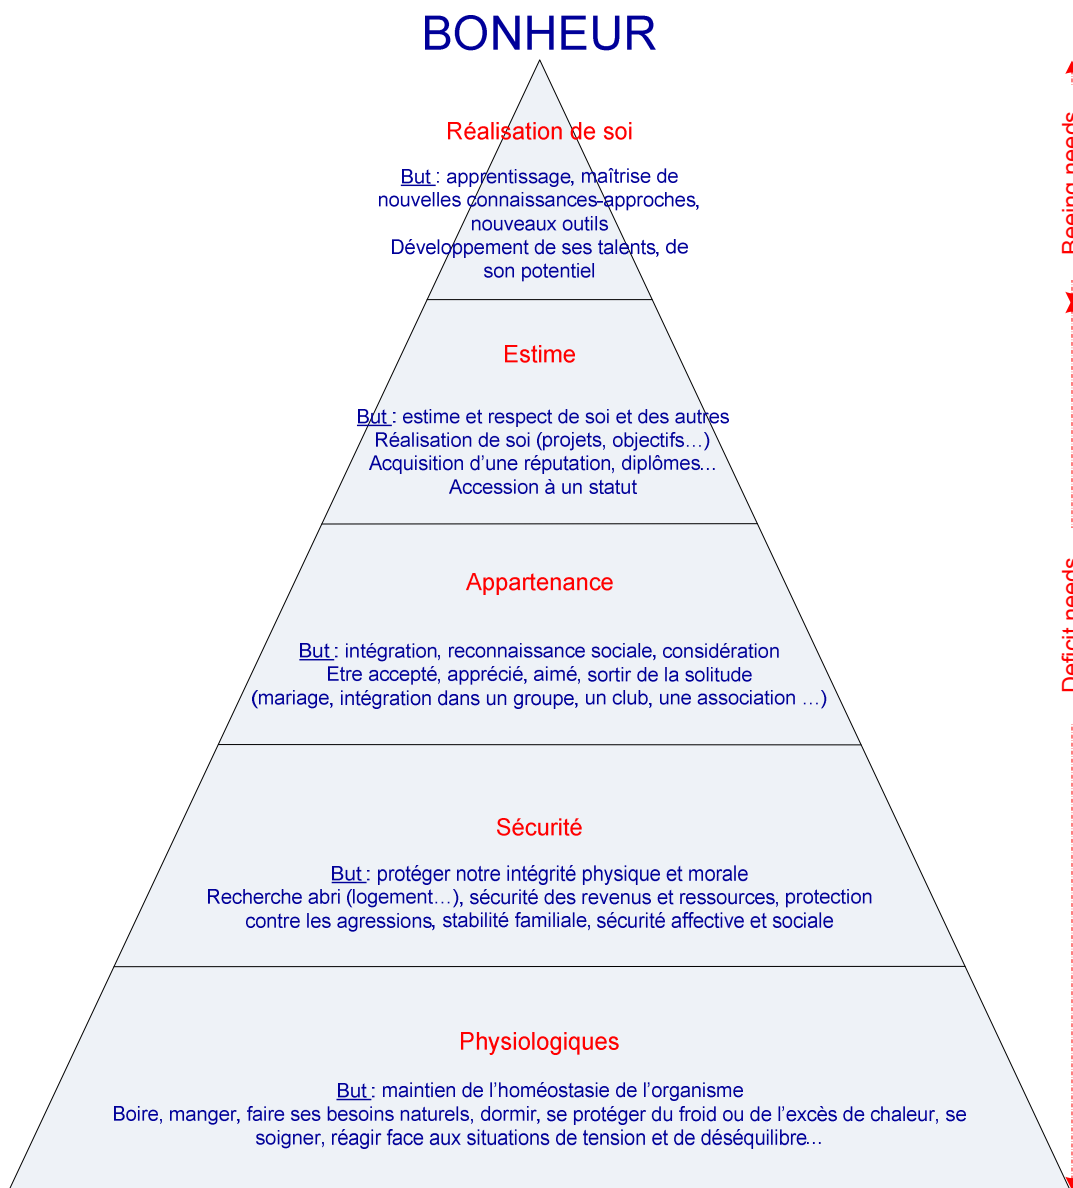 BONHEUR
Réalisation de soi
But : apprentissage, maîtrise de
nouvelles connaissances-approches,
nouveaux outils
Développement de ses talents, de
son potentiel
Beeing needs
Estime
But : estime et respect de soi et des autres
Réalisation de soi (projets, objectifs…)
Acquisition d’une réputation, diplômes…
Accession à un statut
Appartenance
But : intégration, reconnaissance sociale, considération
Etre accepté, apprécié, aimé, sortir de la solitude
(mariage, intégration dans un groupe, un club, une association …)
Deficit needs
Sécurité
But : protéger notre intégrité physique et morale
Recherche abri (logement…), sécurité des revenus et ressources, protection
contre les agressions, stabilité familiale, sécurité affective et sociale
Physiologiques
But : maintien de l’homéostasie de l’organisme
Boire, manger, faire ses besoins naturels, dormir, se protéger du froid ou de l’excès de chaleur, se
soigner, réagir face aux situations de tension et de déséquilibre…